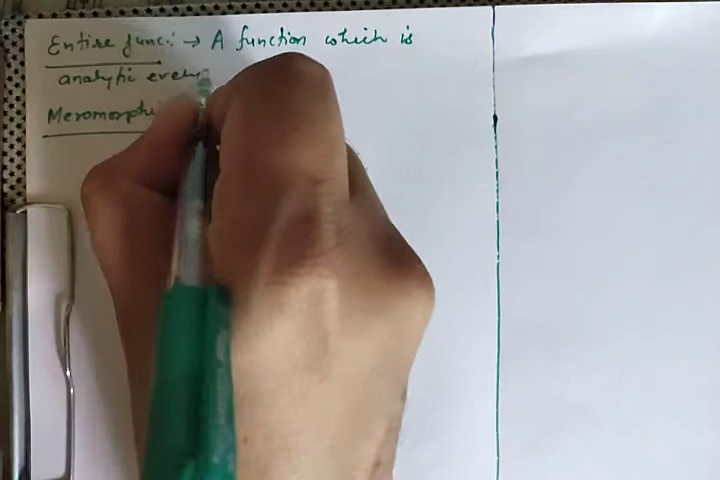 Entire func: → A function which is
analytic every
Meromorphi